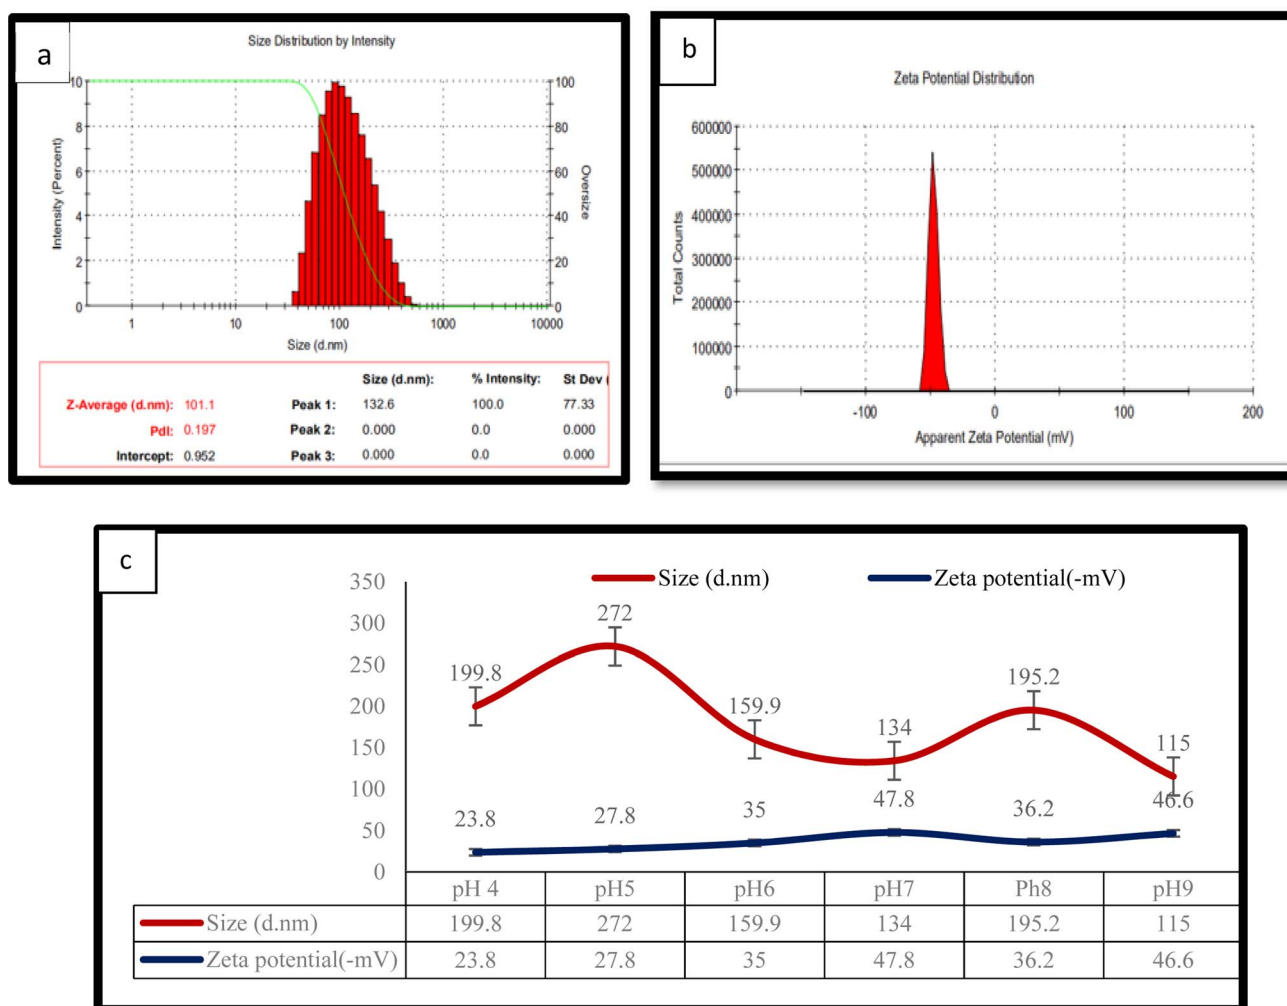 a
Size Distribution by Intensity
10
8
6
4
2
0
100
80
60
40
20
0
Intensity (Percent)
Oversize
1 10 100 1000 10000
Size (d.nm)
Size (d.nm): % Intensity: St Dev (
Z-Average (d.nm): 101.1 Peak 1: 132.6 100.0 77.33
PdI: 0.197 Peak 2: 0.000 0.0 0.000
Intercept: 0.952 Peak 3: 0.000 0.0 0.000
b
Zeta Potential Distribution
600000
500000
400000
300000
200000
100000
0
Total Counts
-100 0 100 200
Apparent Zeta Potential (mV)
c
Size (d.nm) Zeta potential(-mV)
350
300
250
200
150
100
50
0
199.8 272 159.9 134 195.2 115
23.8 27.8 35 47.8 36.2 46.6
pH 4 pH5 pH6 pH7 Ph8 pH9
Size (d.nm) 199.8 272 159.9 134 195.2 115
Zeta potential(-mV) 23.8 27.8 35 47.8 36.2 46.6